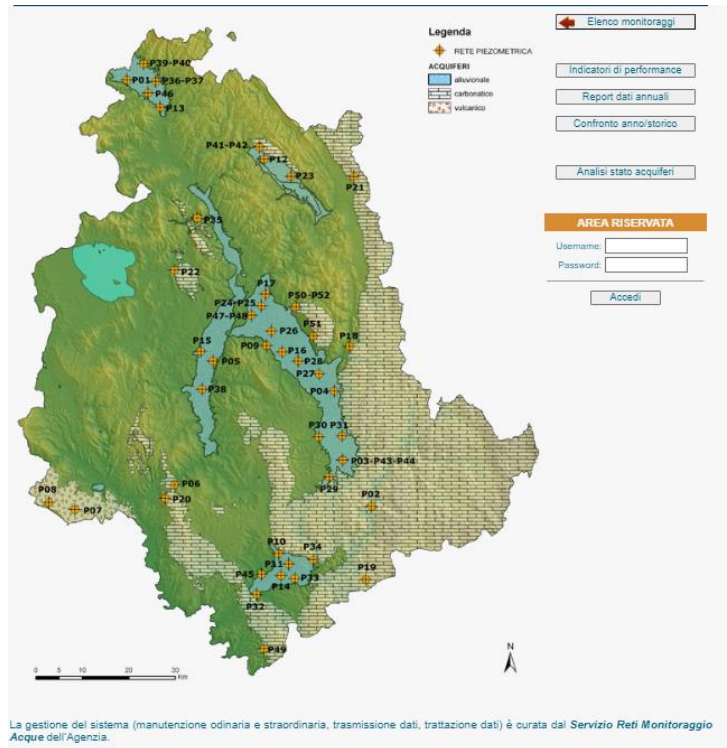 Legenda
RETE PIEZOMETRICA
ACQUIFERI
alluvionale
carbonatico
vulcanico
Elenco monitoraggi
Indicatori di performance
Report dati annuali
Confronto anno/storico
Analisi stato acquiferi
AREA RISERVATA
Username:
Password:
Accedi
P39-P40
P01
P36-P37
P46
P13
P41-P42
P12
P23
P21
P35
P22
P17
P24-P25
P50-P52
P47-P48
P26
P51
P18
P09
P15
P16
P05
P28
P27
P38
P04
P30
P31
P03-P43-P44
P29
P06
P08
P20
P02
P07
P10
P34
P11
P45
P14
P33
P19
P32
P49
N
0 5 10 20 30
Km
La gestione del sistema (manutenzione odinaria e straordinaria, trasmissione dati, trattazione dati) è curata dal Servizio Reti Monitoraggio
Acque dell'Agenzia.